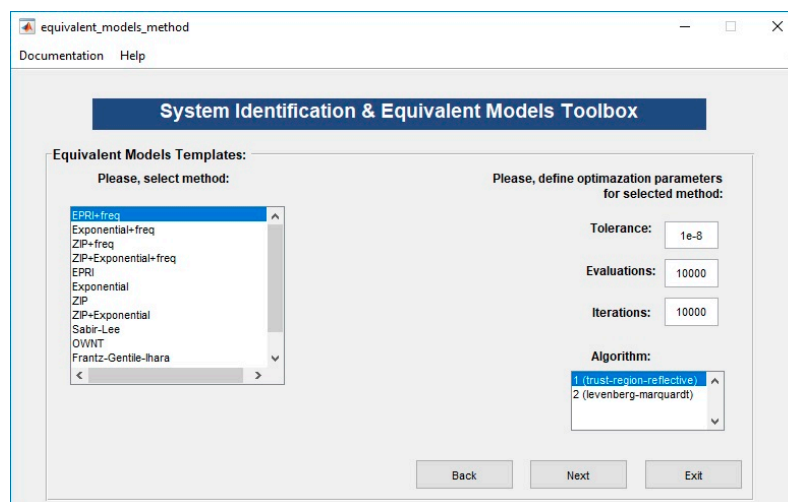 equivalent_models_method
Documentation Help
System Identification & Equivalent Models Toolbox
Equivalent Models Templates:
Please, select method:
EPRI+freq
Exponential+freq
ZIP+freq
ZIP+Exponential+freq
EPRI
Exponential
ZIP
ZIP+Exponential
Sabir-Lee
OWNT
Frantz-Gentile-Ihara
Please, define optimazation parameters
for selected method:
Tolerance: 1e-8
Evaluations: 10000
Iterations: 10000
Algorithm:
1 (trust-region-reflective)
2 (levenberg-marquardt)
Back Next Exit